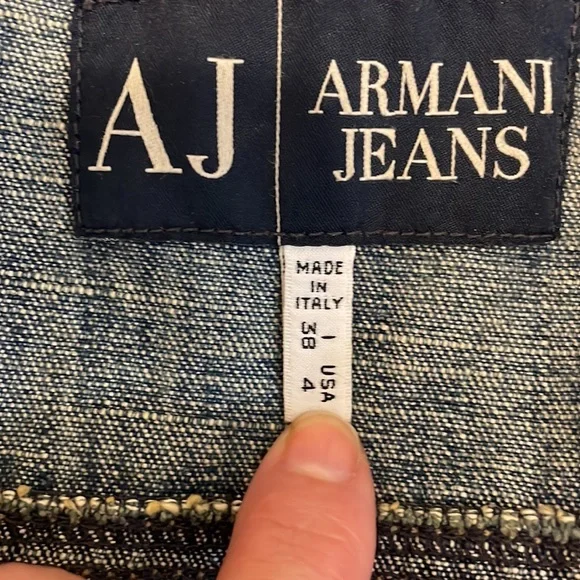 AJ
ARMANI
JEANS
MADE
IN
ITALY
I USA
38 4